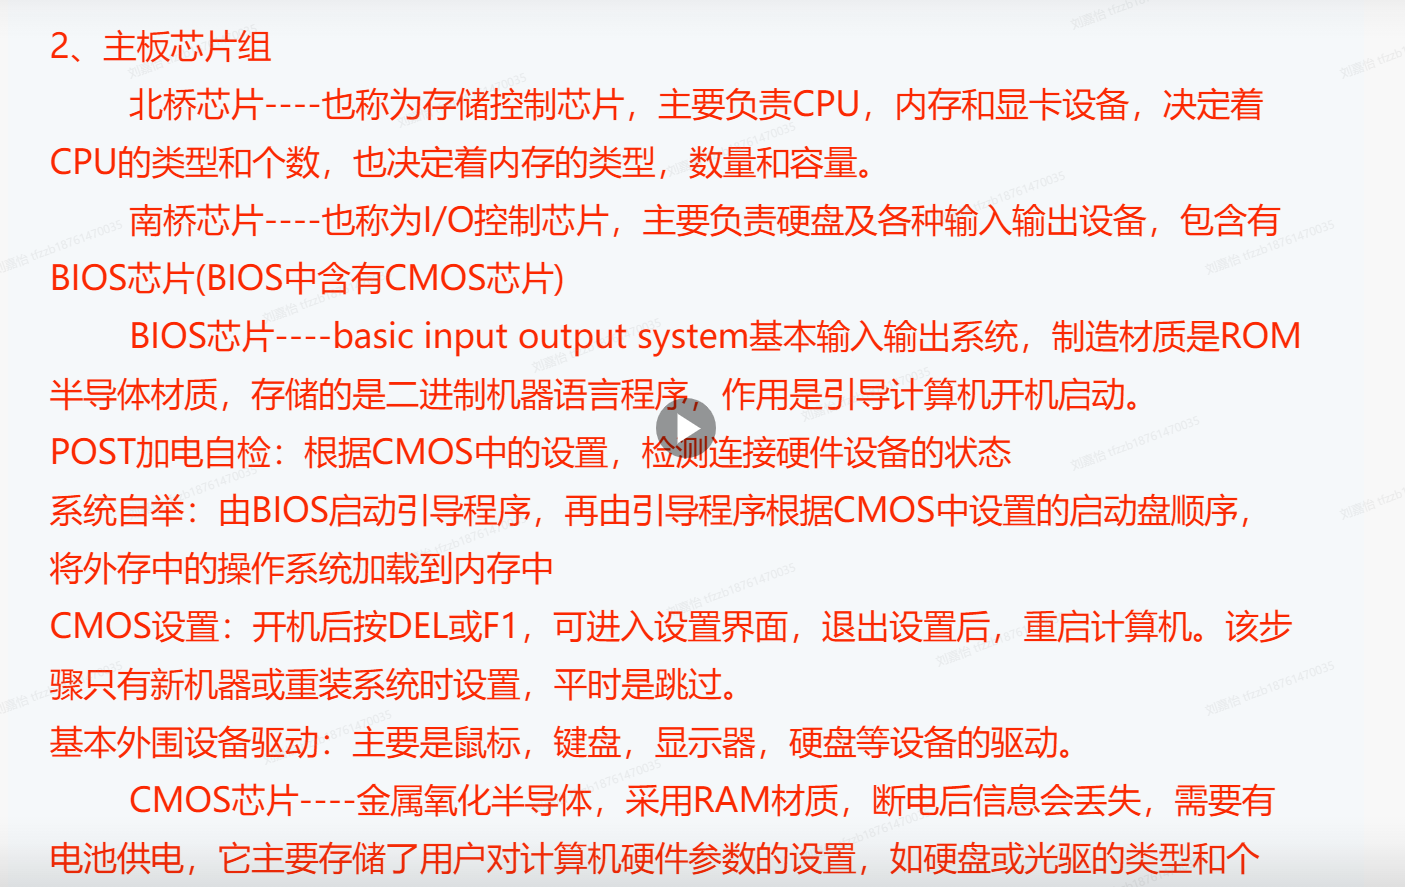 2、主板芯片组
北桥芯片----也称为存储控制芯片，主要负责CPU，内存和显卡设备，决定着
CPU的类型和个数，也决定着内存的类型，数量和容量。
南桥芯片----也称为I/O控制芯片，主要负责硬盘及各种输入输出设备，包含有
BIOS芯片(BIOS中含有CMOS芯片)
BIOS芯片----basic input output system基本输入输出系统，制造材质是ROM
半导体材质，存储的是二进制机器语言程序，作用是引导计算机开机启动。
POST加电自检：根据CMOS中的设置，检测连接硬件设备的状态
系统自举：由BIOS启动引导程序，再由引导程序根据CMOS中设置的启动盘顺序，
将外存中的操作系统加载到内存中
CMOS设置：开机后按DEL或F1，可进入设置界面，退出设置后，重启计算机。该步
骤只有新机器或重装系统时设置，平时是跳过。
基本外围设备驱动：主要是鼠标，键盘，显示器，硬盘等设备的驱动。
CMOS芯片----金属氧化半导体，采用RAM材质，断电后信息会丢失，需要有
电池供电，它主要存储了用户对计算机硬件参数的设置，如硬盘或光驱的类型和个
刘嘉怡 tfzzb18761470035